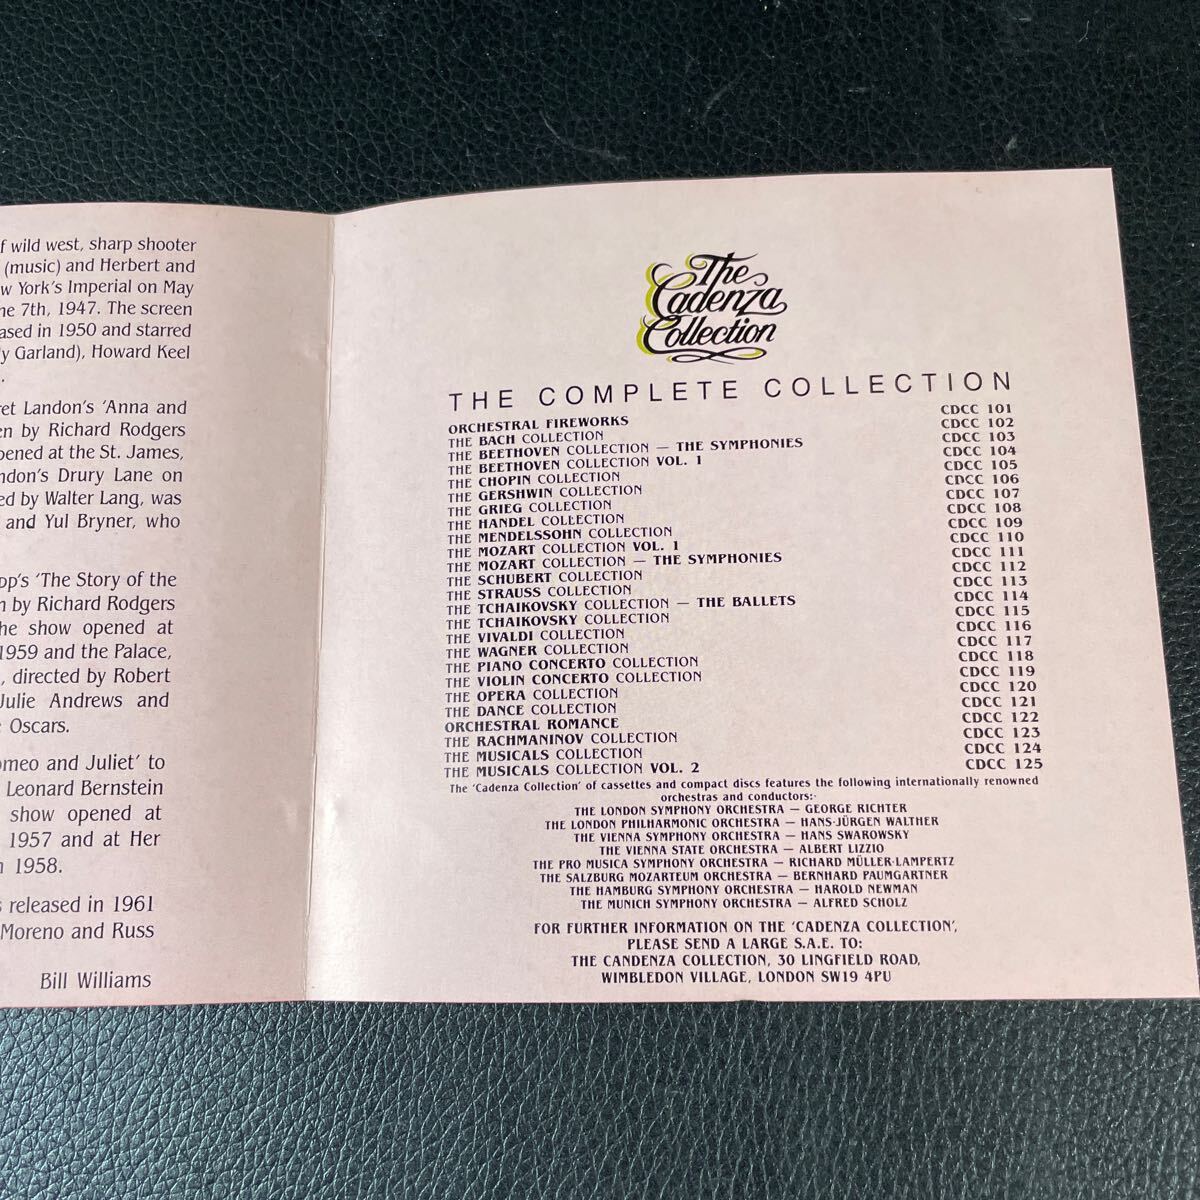 f wild west, sharp shooter
(music) and Herbert and
w York's Imperial on May
ne 7th, 1947. The screen
ased in 1950 and starred
y Garland), Howard Keel
.
ret Landon's 'Anna and
en by Richard Rodgers
pened at the St. James,
ndon's Drury Lane on
ed by Walter Lang, was
and Yul Bryner, who
pp's 'The Story of the
n by Richard Rodgers
he show opened at
1959 and the Palace,
, directed by Robert
Julie Andrews and
e Oscars.
omeo and Juliet' to
Leonard Bernstein
show opened at
1957 and at Her
n 1958.
s released in 1961
Moreno and Russ
Bill Williams
The
Cadenza
Collection
THE COMPLETE COLLECTION
ORCHESTRAL FIREWORKS CDCC 101
THE BACH COLLECTION CDCC 102
THE BEETHOVEN COLLECTION — THE SYMPHONIES CDCC 103
THE BEETHOVEN COLLECTION VOL. 1 CDCC 104
THE CHOPIN COLLECTION CDCC 105
THE GERSHWIN COLLECTION CDCC 106
THE GRIEG COLLECTION CDCC 107
THE HANDEL COLLECTION CDCC 108
THE MENDELSSOHN COLLECTION CDCC 109
THE MOZART COLLECTION VOL. 1 CDCC 110
THE MOZART COLLECTION — THE SYMPHONIES CDCC 111
THE SCHUBERT COLLECTION CDCC 112
THE STRAUSS COLLECTION CDCC 113
THE TCHAIKOVSKY COLLECTION — THE BALLETS CDCC 114
THE TCHAIKOVSKY COLLECTION CDCC 115
THE VIVALDI COLLECTION CDCC 116
THE WAGNER COLLECTION CDCC 117
THE PIANO CONCERTO COLLECTION CDCC 118
THE VIOLIN CONCERTO COLLECTION CDCC 119
THE OPERA COLLECTION CDCC 120
THE DANCE COLLECTION CDCC 121
ORCHESTRAL ROMANCE CDCC 122
THE RACHMANINOV COLLECTION CDCC 123
THE MUSICALS COLLECTION CDCC 124
THE MUSICALS COLLECTION VOL. 2 CDCC 125
The 'Cadenza Collection' of cassettes and compact discs features the following internationally renowned
orchestras and conductors:-
THE LONDON SYMPHONY ORCHESTRA — GEORGE RICHTER
THE LONDON PHILHARMONIC ORCHESTRA — HANS-JÜRGEN WALTHER
THE VIENNA SYMPHONY ORCHESTRA — HANS SWAROWSKY
THE VIENNA STATE ORCHESTRA — ALBERT LIZZIO
THE PRO MUSICA SYMPHONY ORCHESTRA — RICHARD MÜLLER-LAMPERTZ
THE SALZBURG MOZARTEUM ORCHESTRA — BERNHARD PAUMGARTNER
THE HAMBURG SYMPHONY ORCHESTRA — HAROLD NEWMAN
THE MUNICH SYMPHONY ORCHESTRA — ALFRED SCHOLZ
FOR FURTHER INFORMATION ON THE 'CADENZA COLLECTION',
PLEASE SEND A LARGE S.A.E. TO:
THE CANDENZA COLLECTION, 30 LINGFIELD ROAD,
WIMBLEDON VILLAGE, LONDON SW19 4PU